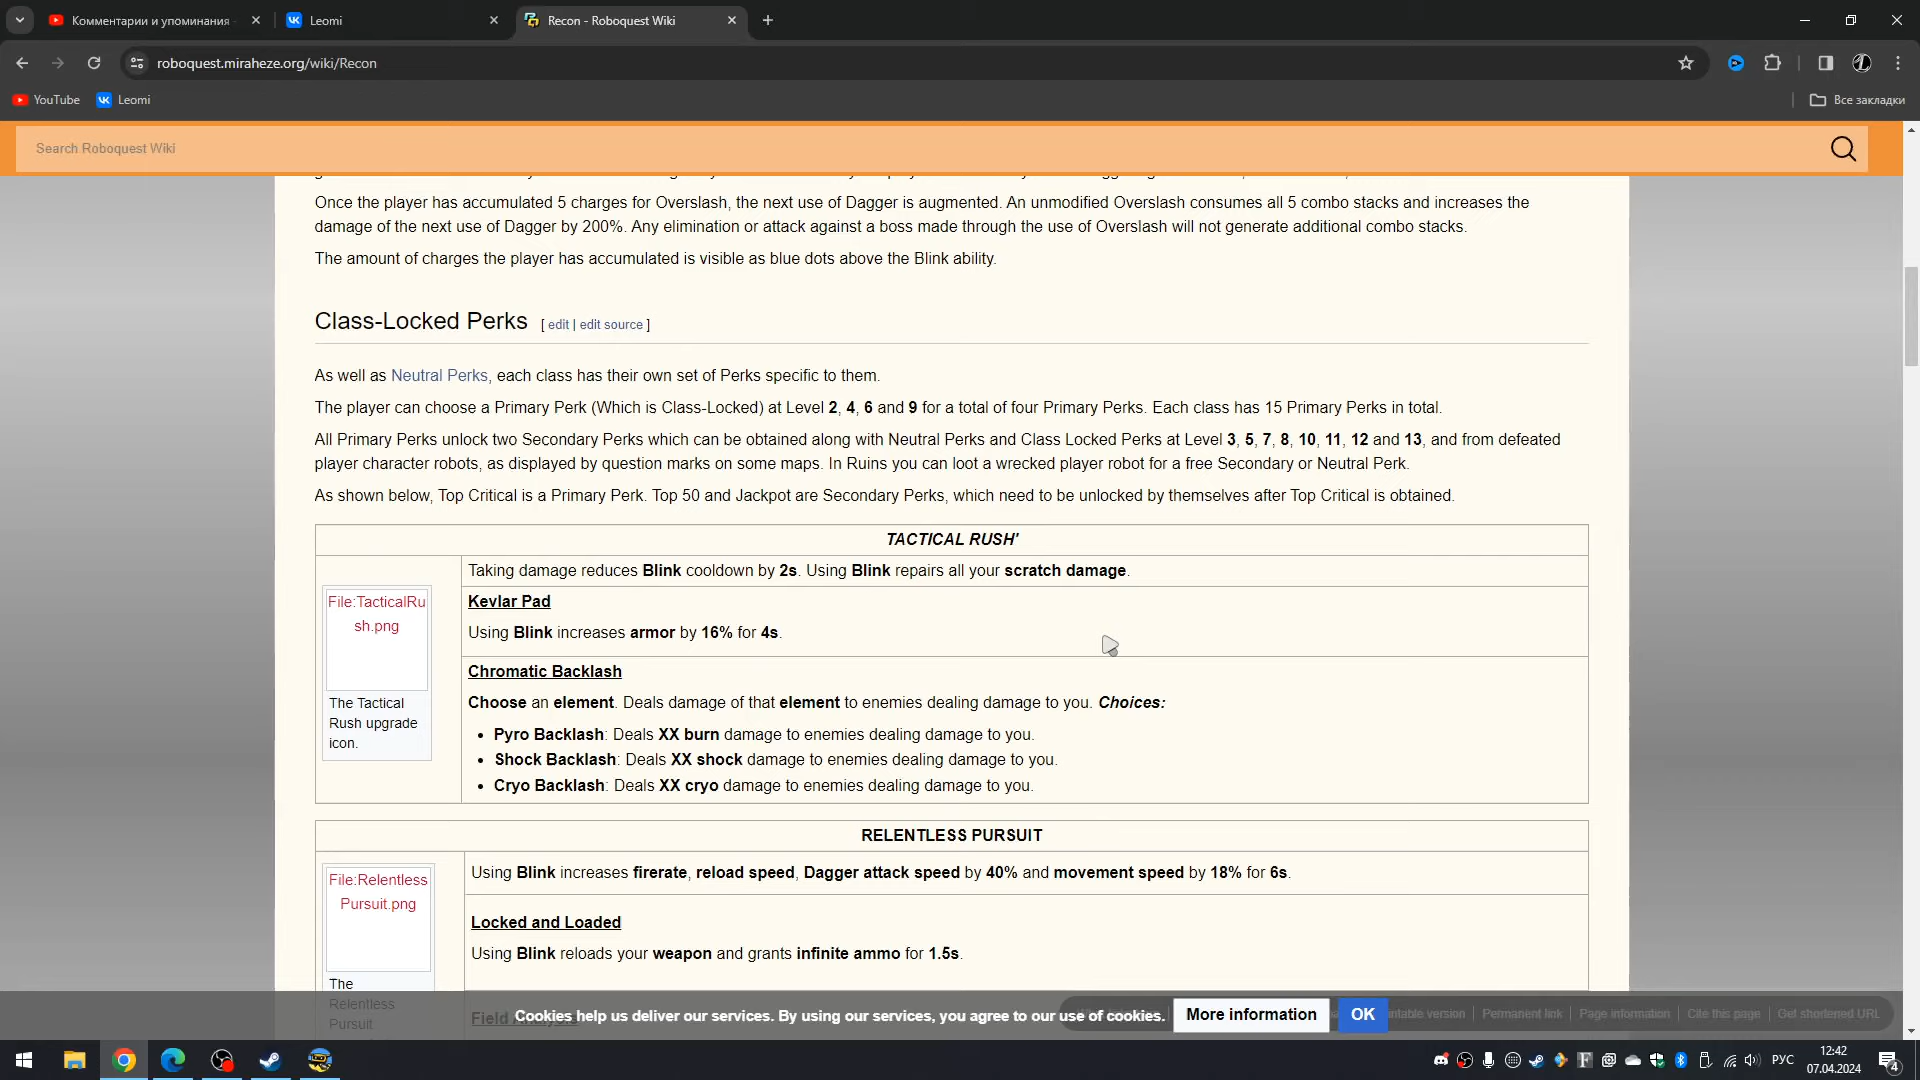 Комментарии и упоминания
Leomi
Recon - Roboquest Wiki
roboquest.miraheze.org/wiki/Recon
YouTube
Leomi
Все закладки
Search Roboquest Wiki
Once the player has accumulated 5 charges for Overslash, the next use of Dagger is augmented. An unmodified Overslash consumes all 5 combo stacks and increases the
damage of the next use of Dagger by 200%. Any elimination or attack against a boss made through the use of Overslash will not generate additional combo stacks.
The amount of charges the player has accumulated is visible as blue dots above the Blink ability.
Class-Locked Perks [ edit | edit source ]
As well as Neutral Perks, each class has their own set of Perks specific to them.
The player can choose a Primary Perk (Which is Class-Locked) at Level 2, 4, 6 and 9 for a total of four Primary Perks. Each class has 15 Primary Perks in total.
All Primary Perks unlock two Secondary Perks which can be obtained along with Neutral Perks and Class Locked Perks at Level 3, 5, 7, 8, 10, 11, 12 and 13, and from defeated
player character robots, as displayed by question marks on some maps. In Ruins you can loot a wrecked player robot for a free Secondary or Neutral Perk.
As shown below, Top Critical is a Primary Perk. Top 50 and Jackpot are Secondary Perks, which need to be unlocked by themselves after Top Critical is obtained.
TACTICAL RUSH'
File:TacticalRu
sh.png
The Tactical
Rush upgrade
icon.
Taking damage reduces Blink cooldown by 2s. Using Blink repairs all your scratch damage.
Kevlar Pad
Using Blink increases armor by 16% for 4s.
Chromatic Backlash
Choose an element. Deals damage of that element to enemies dealing damage to you. Choices:
• Pyro Backlash: Deals XX burn damage to enemies dealing damage to you.
• Shock Backlash: Deals XX shock damage to enemies dealing damage to you.
• Cryo Backlash: Deals XX cryo damage to enemies dealing damage to you.
RELENTLESS PURSUIT
File:Relentless
Pursuit.png
The
Relentless
Pursuit
Using Blink increases firerate, reload speed, Dagger attack speed by 40% and movement speed by 18% for 6s.
Locked and Loaded
Using Blink reloads your weapon and grants infinite ammo for 1.5s.
Field
Cookies help us deliver our services. By using our services, you agree to our use of cookies.
More information
OK
ntable version
Permanent link
Page information
Cite this page
Get shortened URL
РУС
12:42
07.04.2024
4